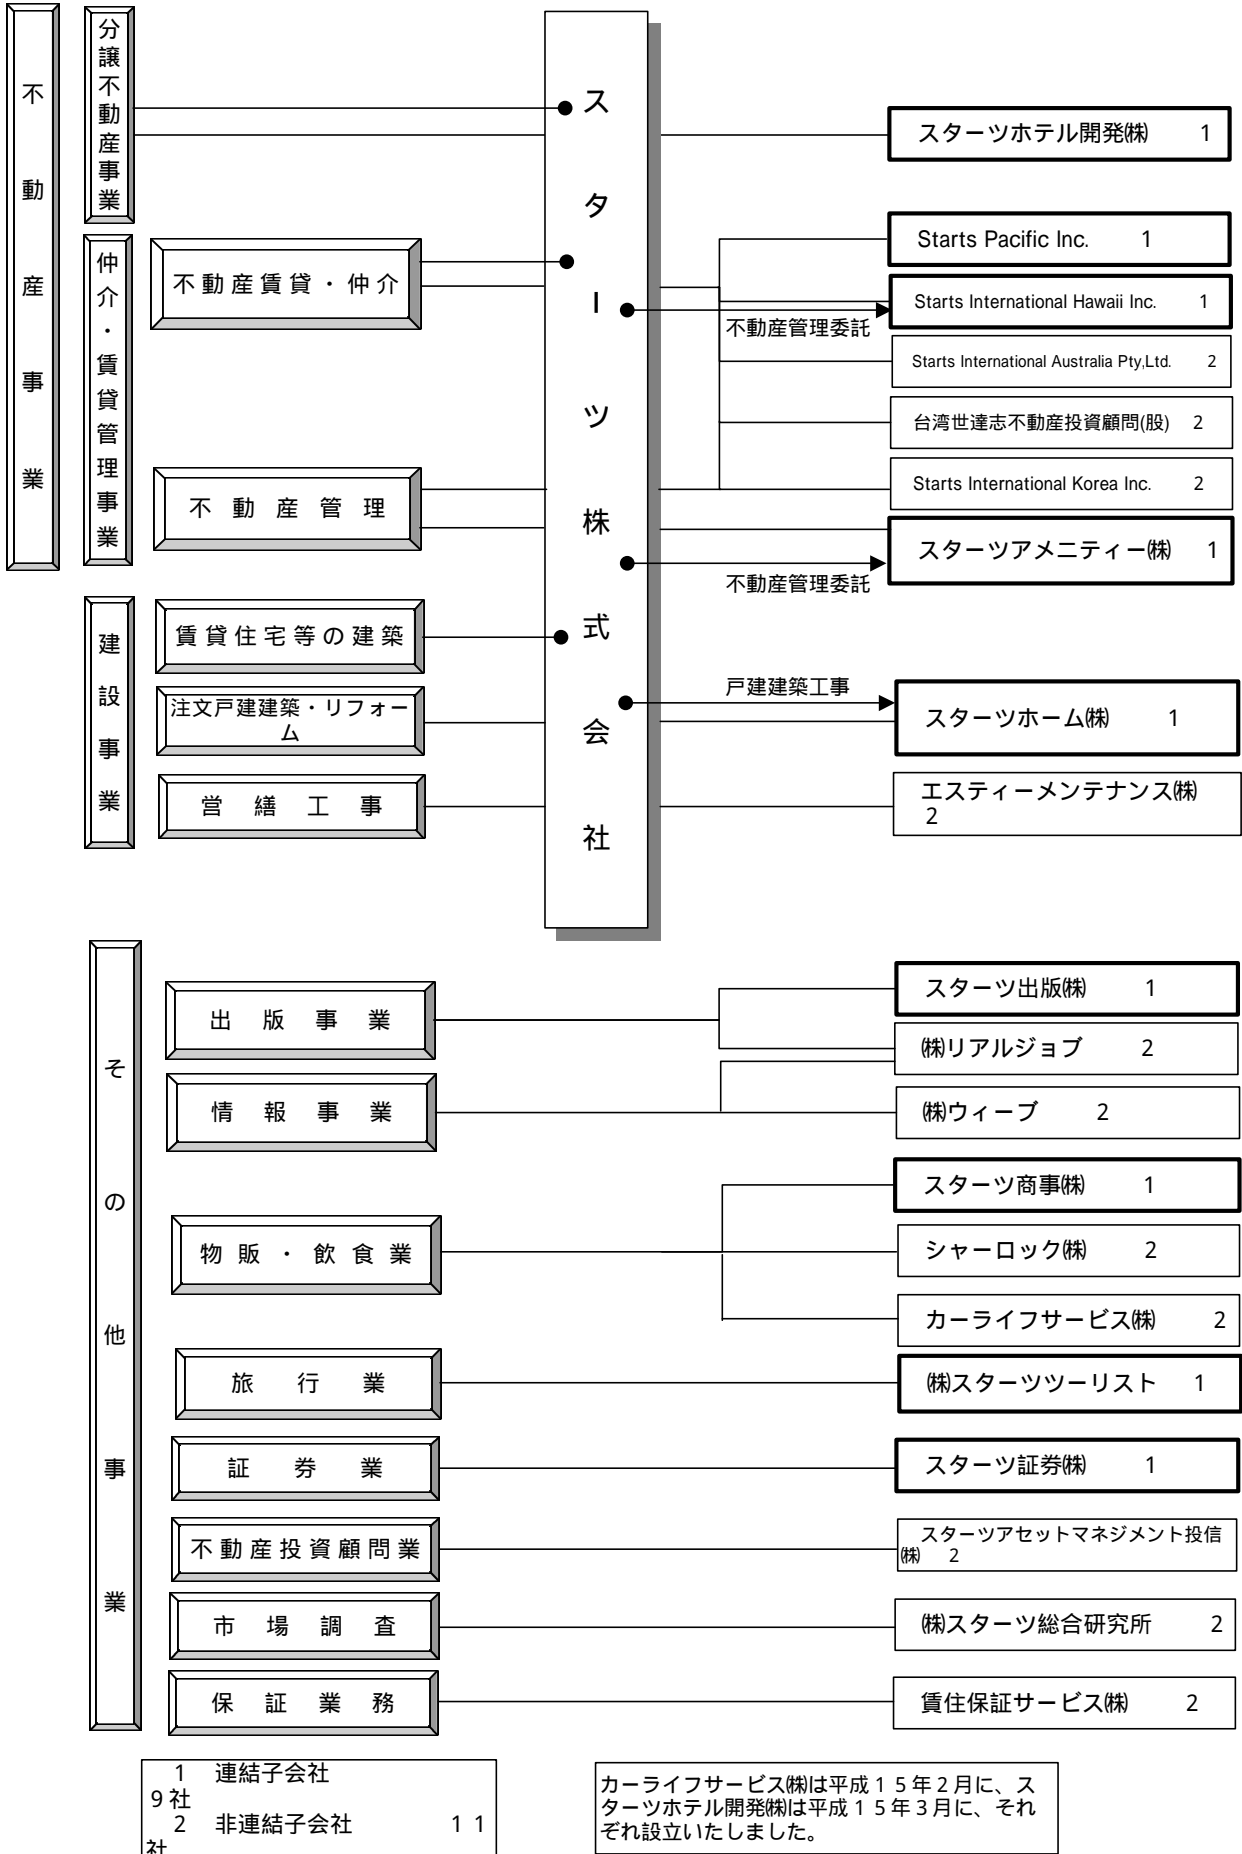 不動産事業
分譲不動産事業
スターツ株式会社
スターツホテル開発㈱ 1
仲介・賃貸管理事業
不動産賃貸・仲介
Starts Pacific Inc. 1
Starts International Hawaii Inc. 1
不動産管理委託
Starts International Australia Pty,Ltd. 2
台湾世達志不動産投資顧問(股) 2
不動産管理
Starts International Korea Inc. 2
スターツアメニティー㈱ 1
不動産管理委託
建設事業
賃貸住宅等の建築
注文戸建建築・リフォー
ム
戸建建築工事
スターツホーム㈱ 1
営繕工事
エスティーメンテナンス㈱
2
その他事業
出版事業
スターツ出版㈱ 1
㈱リアルジョブ 2
情報事業
㈱ウィーブ 2
物販・飲食業
スターツ商事㈱ 1
シャーロック㈱ 2
カーライフサービス㈱ 2
旅行業
㈱スターツツーリスト 1
証券業
スターツ証券㈱ 1
不動産投資顧問業
スターツアセットマネジメント投信
㈱ 2
市場調査
㈱スターツ総合研究所 2
保証業務
賃住保証サービス㈱ 2
1 連結子会社
9社
2 非連結子会社 11
社
カーライフサービス㈱は平成15年2月に、ス
ターツホテル開発㈱は平成15年3月に、それ
ぞれ設立いたしました。